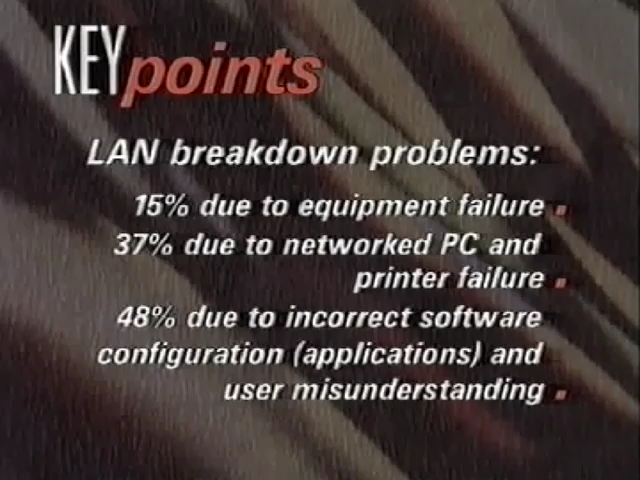 KEYpoints
LAN breakdown problems:
15% due to equipment failure
37% due to networked PC and
printer failure
48% due to incorrect software
configuration (applications) and
user misunderstanding